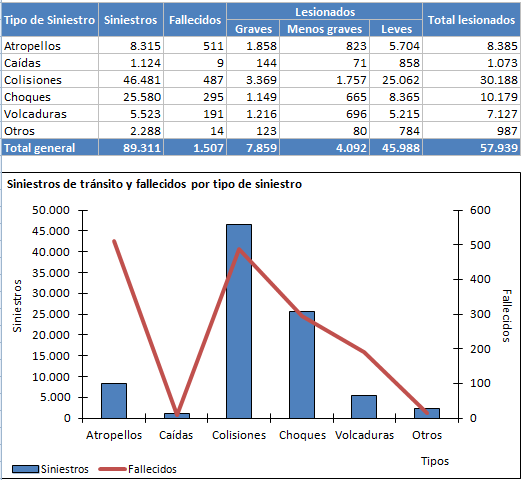 Tipo de Siniestro Siniestros Fallecidos Lesionados Total lesionados
Graves Menos graves Leves
Atropellos 8.315 511 1.858 823 5.704 8.385
Caídas 1.124 9 144 71 858 1.073
Colisiones 46.481 487 3.369 1.757 25.062 30.188
Choques 25.580 295 1.149 665 8.365 10.179
Volcaduras 5.523 191 1.216 696 5.215 7.127
Otros 2.288 14 123 80 784 987
Total general 89.311 1.507 7.859 4.092 45.988 57.939
Siniestros de tránsito y fallecidos por tipo de siniestro
50.000 600
45.000
500
40.000
35.000
400
30.000
25.000 300
20.000
200
15.000
10.000
100
5.000
0 0
Siniestros
Fallecidos
Atropellos Caídas Colisiones Choques Volcaduras Otros
Tipos
Siniestros Fallecidos